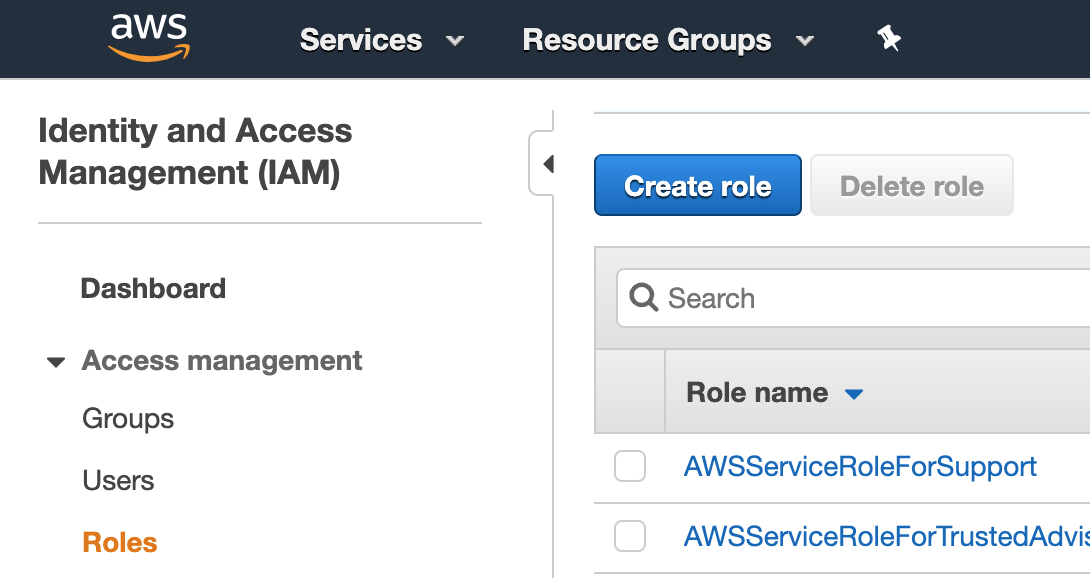 aws
Services
Resource Groups
Identity and Access
Management (IAM)
Dashboard
Access management
Groups
Users
Roles
Create role
Delete role
Search
Role name
AWSServiceRoleForSupport
AWSServiceRoleForTrustedAdvis